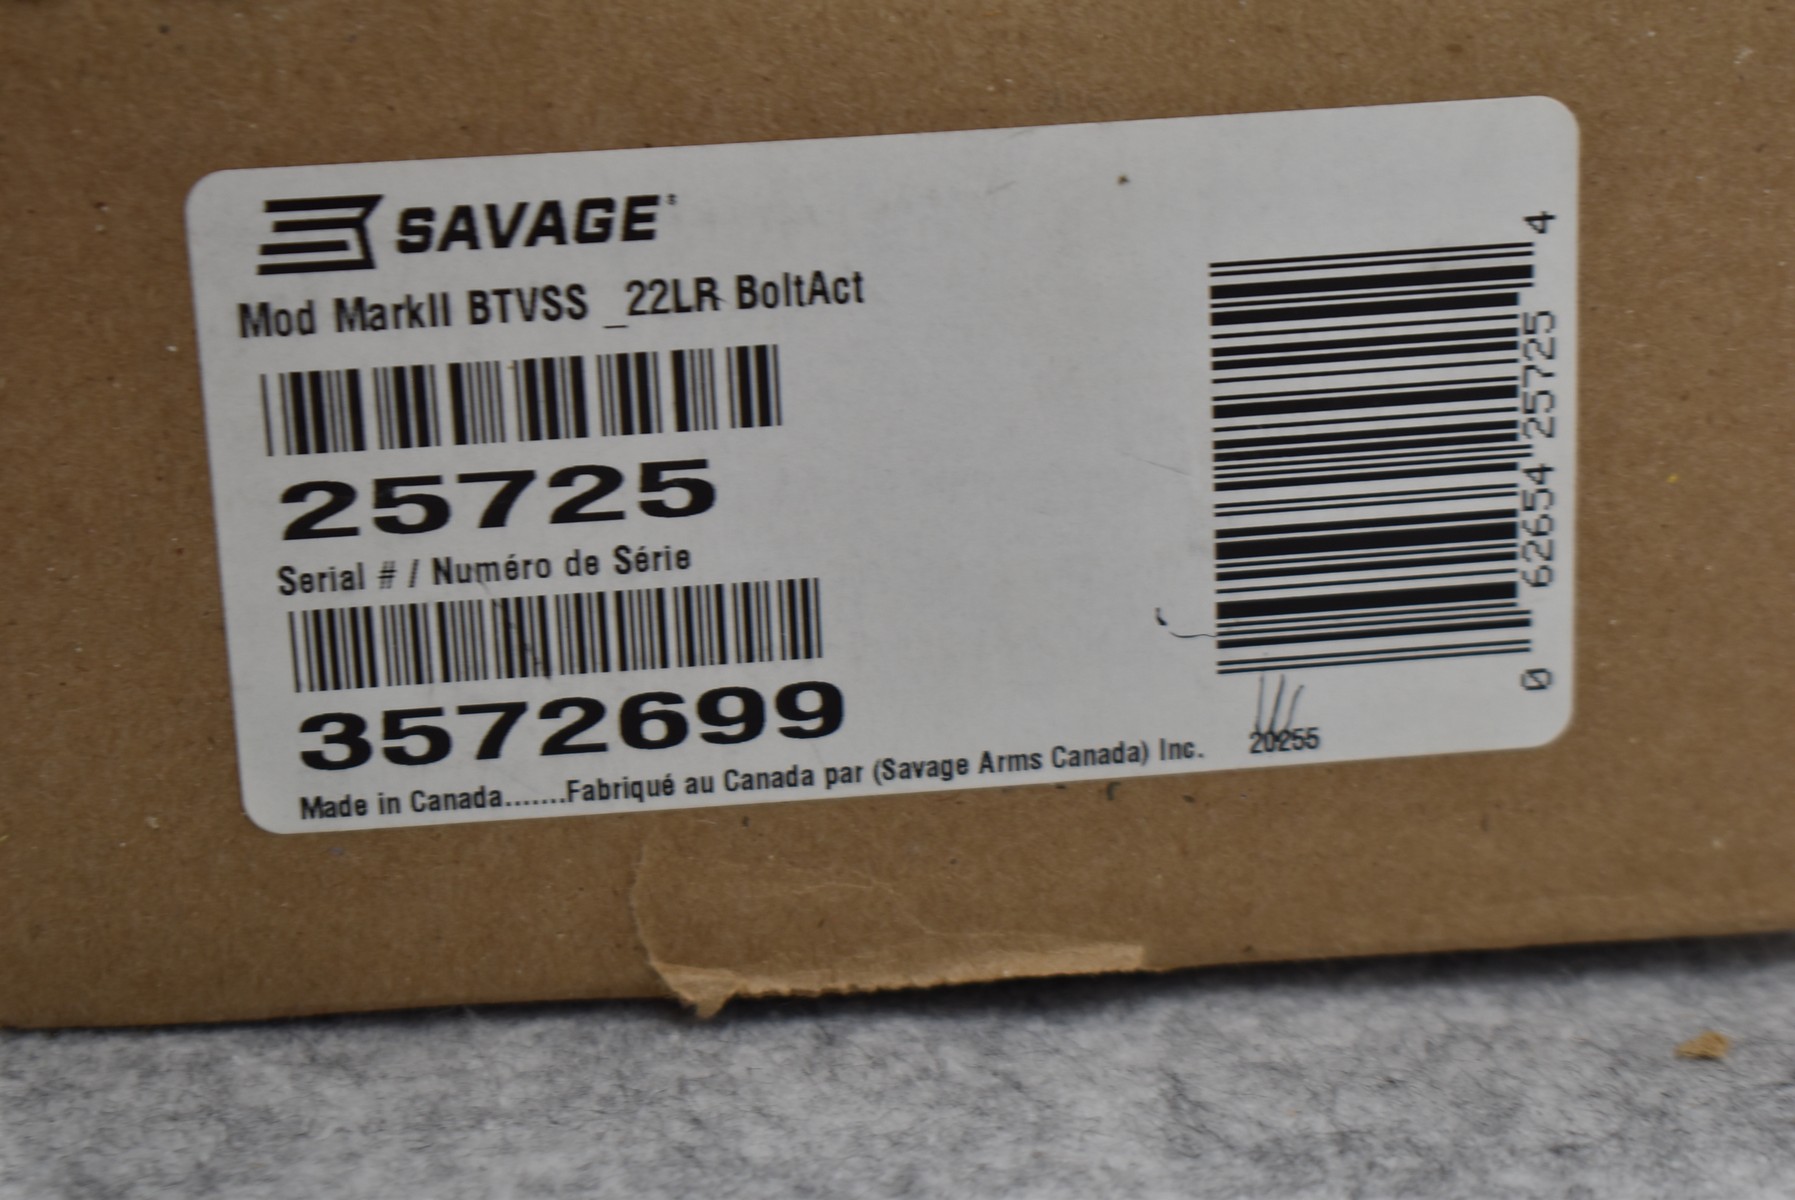 SAVAGE®
Mod MarkII BTVSS _22LR BoltAct
25725
Serial # / Numéro de Série
3572699
Made in Canada.......Fabriqué au Canada par (Savage Arms Canada) Inc.
20255
0 62654 25725 4